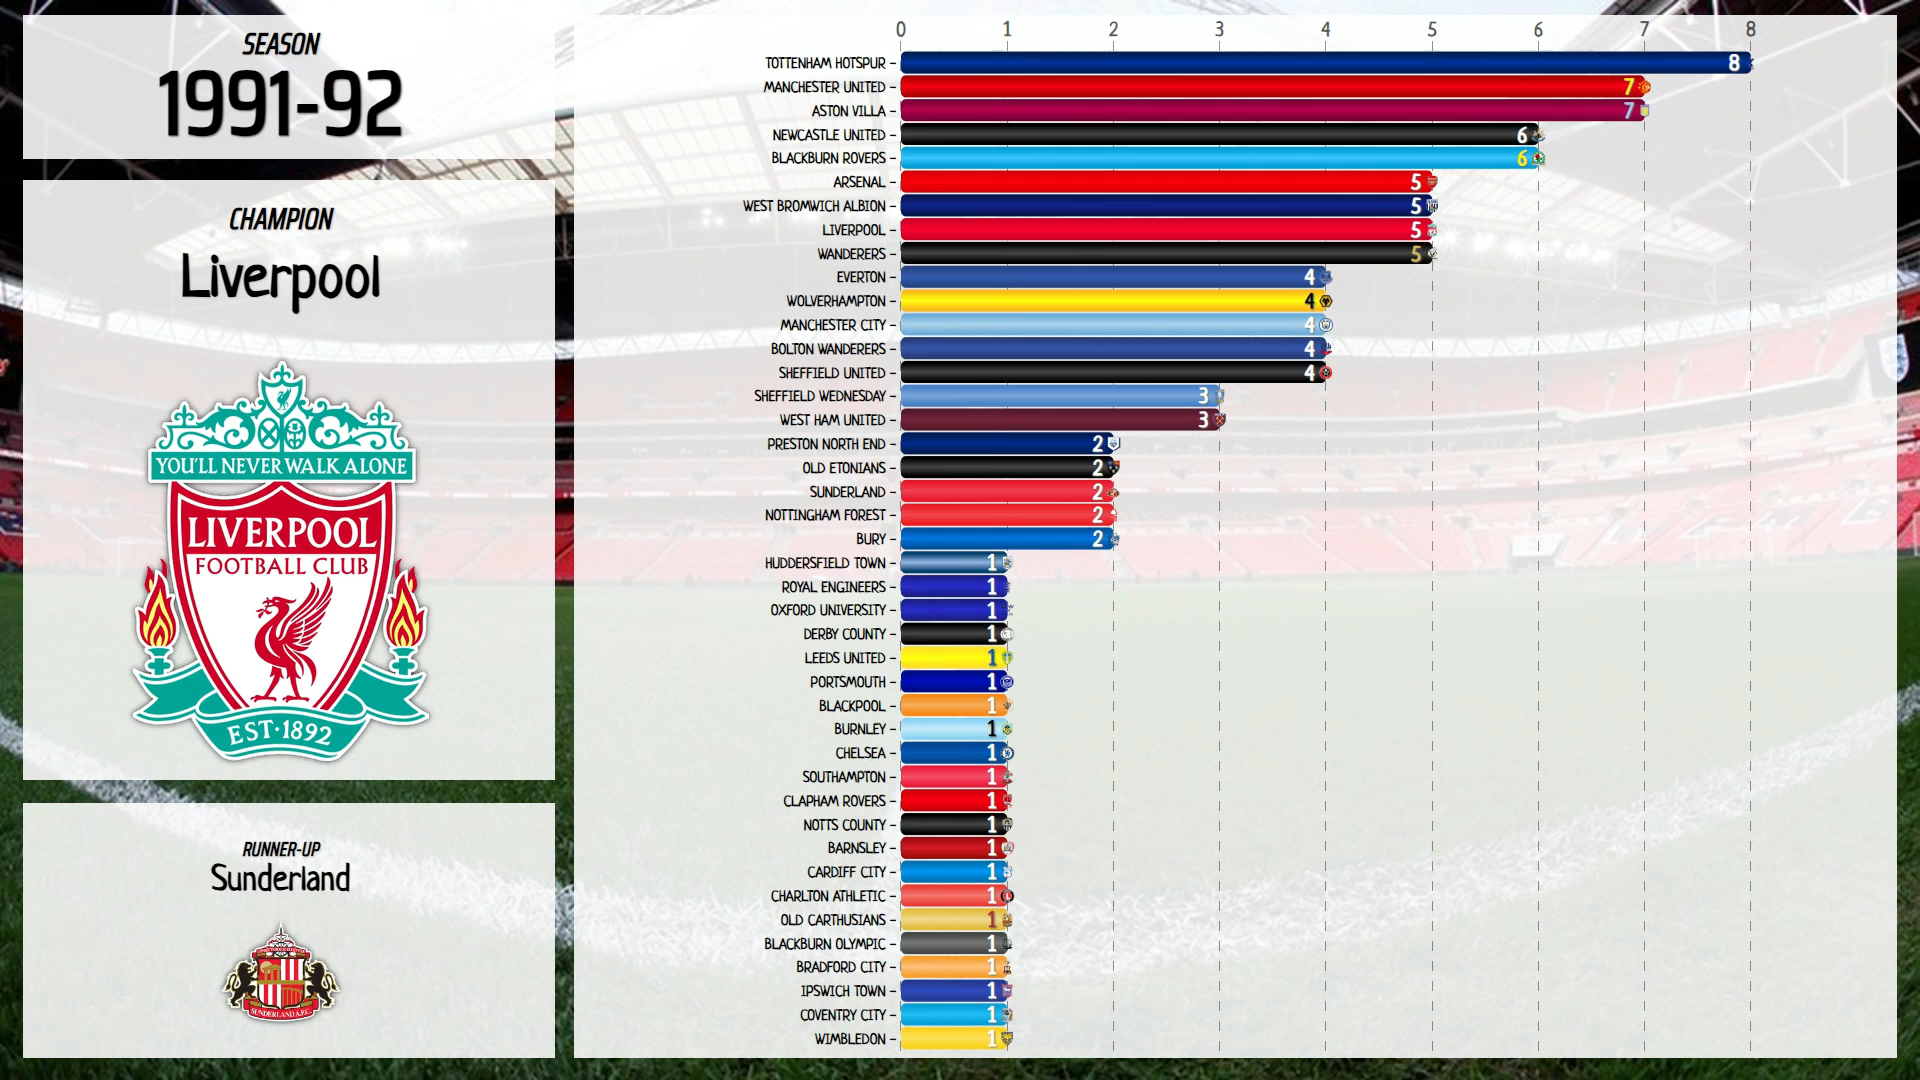 SEASON
1991-92
CHAMPION
Liverpool
YOU'LL NEVER WALK ALONE
LIVERPOOL
FOOTBALL CLUB
EST·1892
RUNNER-UP
Sunderland
SUNDERLAND A.F.C.
0 1 2 3 4 5 6 7 8
TOTTENHAM HOTSPUR 8
MANCHESTER UNITED 7
ASTON VILLA 7
NEWCASTLE UNITED 6
BLACKBURN ROVERS 6
ARSENAL 5
WEST BROMWICH ALBION 5
LIVERPOOL 5
WANDERERS 5
EVERTON 4
WOLVERHAMPTON 4
MANCHESTER CITY 4
BOLTON WANDERERS 4
SHEFFIELD UNITED 4
SHEFFIELD WEDNESDAY 3
WEST HAM UNITED 3
PRESTON NORTH END 2
OLD ETONIANS 2
SUNDERLAND 2
NOTTINGHAM FOREST 2
BURY 2
HUDDERSFIELD TOWN 1
ROYAL ENGINEERS 1
OXFORD UNIVERSITY 1
DERBY COUNTY 1
LEEDS UNITED 1
PORTSMOUTH 1
BLACKPOOL 1
BURNLEY 1
CHELSEA 1
SOUTHAMPTON 1
CLAPHAM ROVERS 1
NOTTS COUNTY 1
BARNSLEY 1
CARDIFF CITY 1
CHARLTON ATHLETIC 1
OLD CARTHUSIANS 1
BLACKBURN OLYMPIC 1
BRADFORD CITY 1
IPSWICH TOWN 1
COVENTRY CITY 1
WIMBLEDON 1